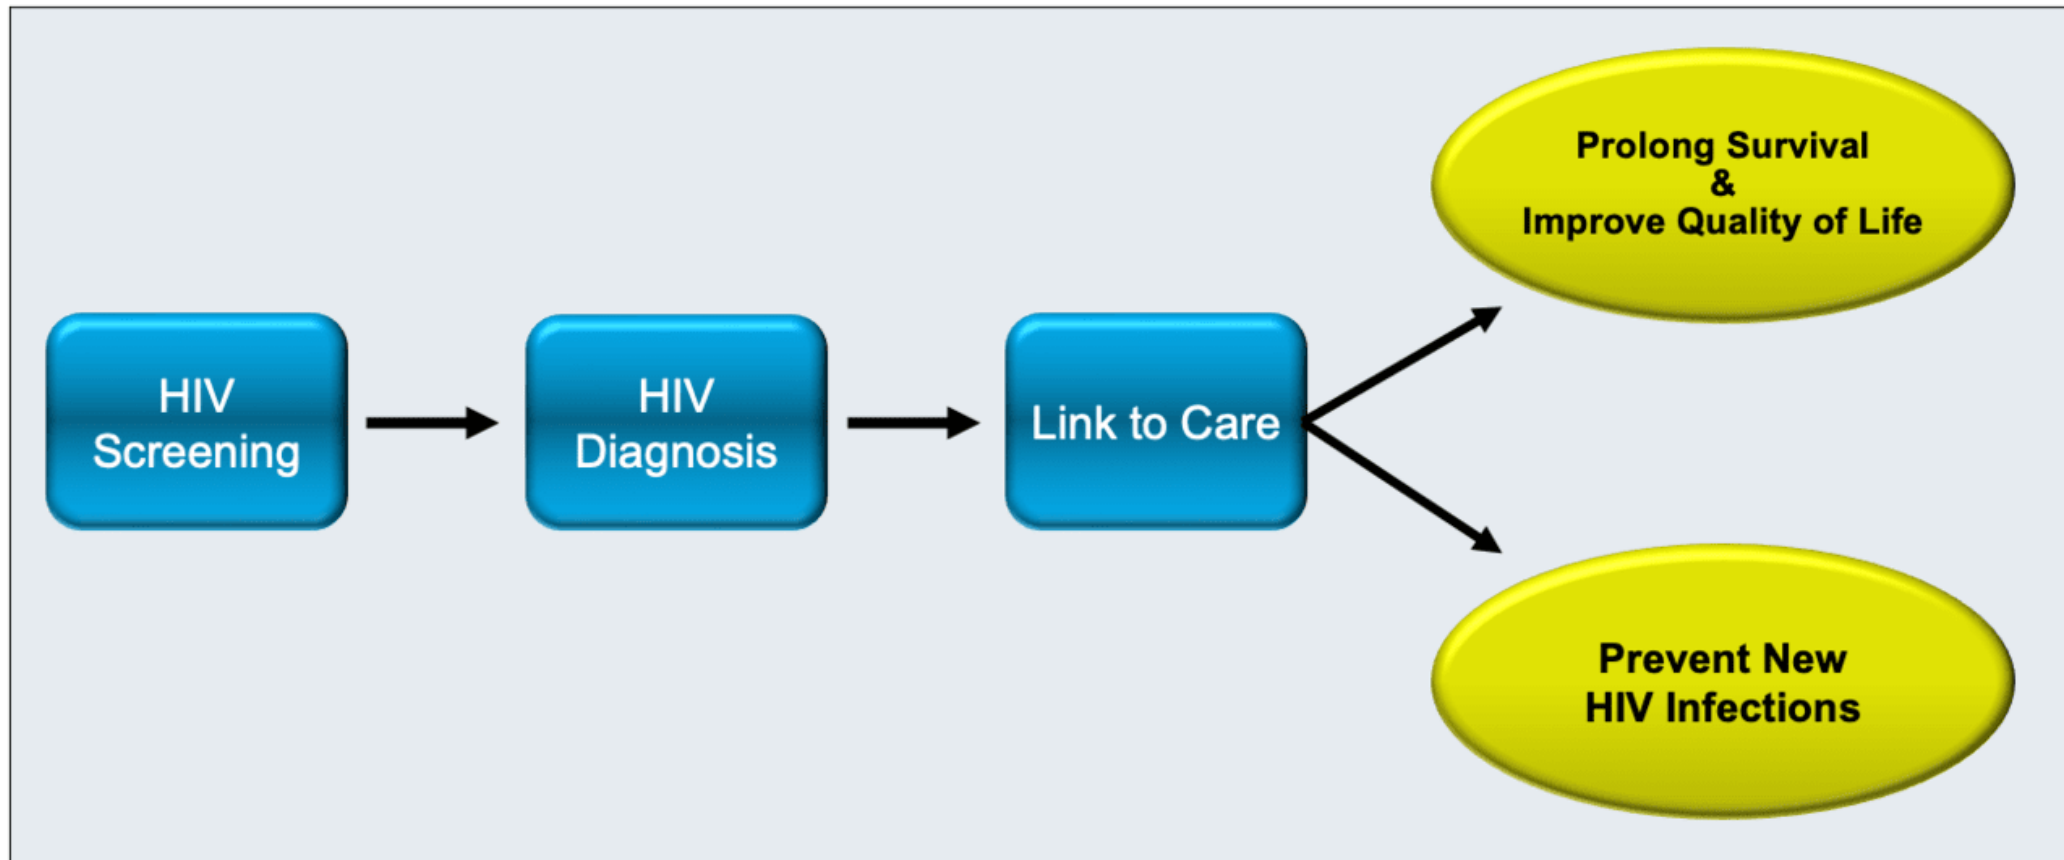 HIV
Screening
HIV
Diagnosis
Link to Care
Prolong Survival
&
Improve Quality of Life
Prevent New
HIV Infections